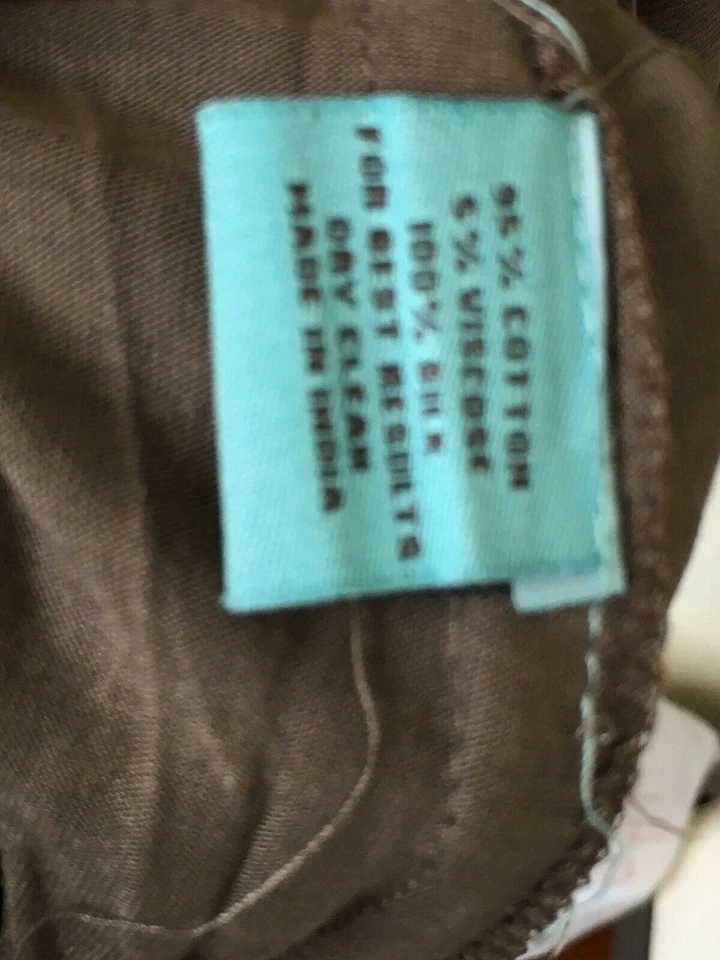 95% COTTON
5% VISCOSE
100% SILK
FOR BEST RESULTS
DRY CLEAN
MADE IN INDIA